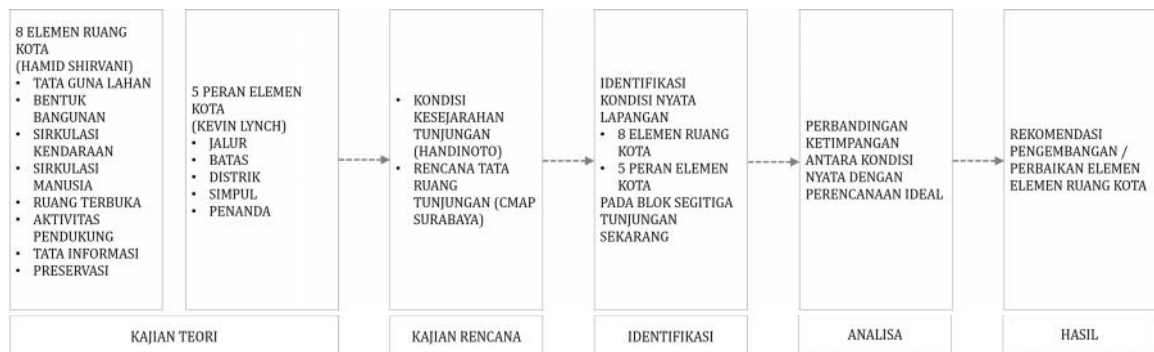 8 ELEMEN RUANG
KOTA
(HAMID SHIRVANI)
• TATA GUNA LAHAN
• BENTUK
BANGUNAN
• SIRKULASI
KENDARAAN
• SIRKULASI
MANUSIA
• RUANG TERBUKA
• AKTIVITAS
PENDUKUNG
• TATA INFORMASI
• PRESERVASI
5 PERAN ELEMEN
KOTA
(KEVIN LYNCH)
• JALUR
• BATAS
• DISTRIK
• SIMPUL
• PENANDA
• KONDISI
KESEJARAHAN
TUNJUNGAN
(HANDINOTO)
• RENCANA TATA
RUANG
TUNJUNGAN (CMAP
SURABAYA)
IDENTIFIKASI
KONDISI NYATA
LAPANGAN
• 8 ELEMEN RUANG
KOTA
• 5 PERAN ELEMEN
KOTA
PADA BLOK SEGITIGA
TUNJUNGAN
SEKARANG
PERBANDINGAN
KETIMPANGAN
ANTARA KONDISI
NYATA DENGAN
PERENCANAAN IDEAL
REKOMENDASI
PENGEMBANGAN /
PERBAIKAN ELEMEN
ELEMEN RUANG KOTA
KAJIAN TEORI
KAJIAN RENCANA
IDENTIFIKASI
ANALISA
HASIL